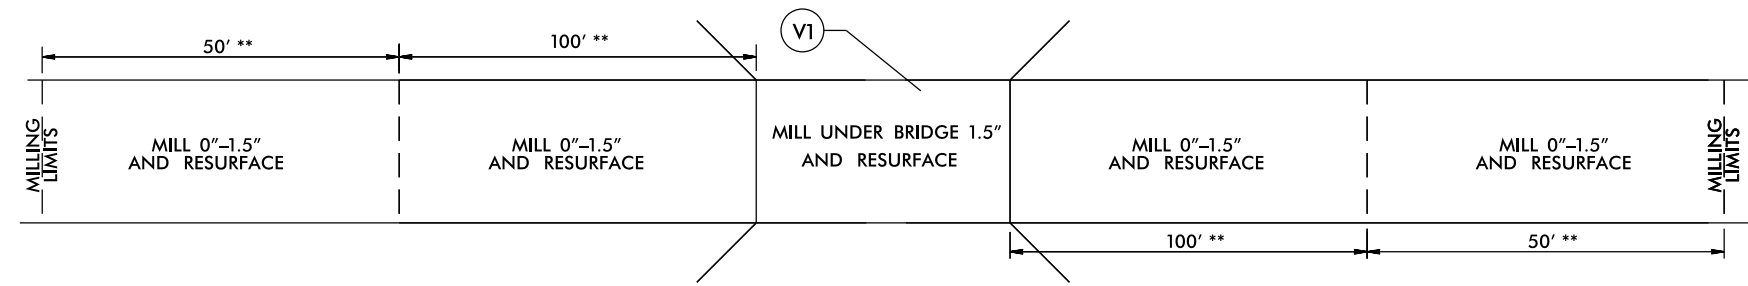 50' **
100' **
V1
MILLING
LIMITS
MILL 0"–1.5"
AND RESURFACE
MILL 0"–1.5"
AND RESURFACE
MILL UNDER BRIDGE 1.5"
AND RESURFACE
MILL 0"–1.5"
AND RESURFACE
MILL 0"–1.5"
AND RESURFACE
MILLING
LIMITS
100' **
50' **